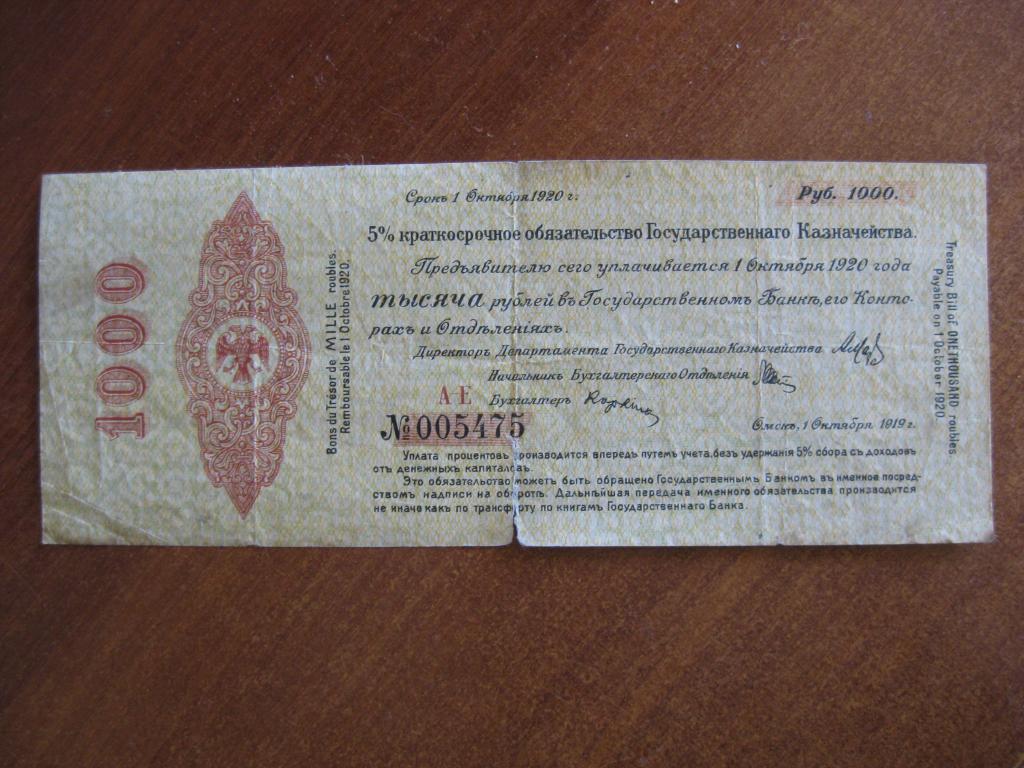 1000
Bons du Trésor de MILLE roubles.
Remboursable le 1 Octobre 1920.
Срокъ 1 Октября 1920 г.
Руб. 1000.
5% краткосрочное обязательство Государственнаго Казначейства.
Предъявителю сего уплачивается 1 Октября 1920 года
тысяча рублей въ Государственномъ Банкѣ, его Конто-
рахъ и Отдѣленіяхъ.
Директоръ Департамента Государственнаго Казначейства
Начальникъ Бухгалтерскаго Отдѣленія
А-Е Бухгалтеръ
№ 005475
Омскъ, 1 Октября 1919 г.
Уплата процентовъ производится впередъ путемъ учета, безъ удержанія 5% сбора съ доходовъ
отъ денежныхъ капиталовъ.
Это обязательство можетъ быть обращено Государственнымъ Банкомъ въ именное посред-
ствомъ надписи на оборотѣ. Дальнѣйшая передача именного обязательства производится
не иначе какъ по трансферту по книгамъ Государственнаго Банка.
Treasury Bill of ONE THOUSAND roubles
Payable on 1 October 1920